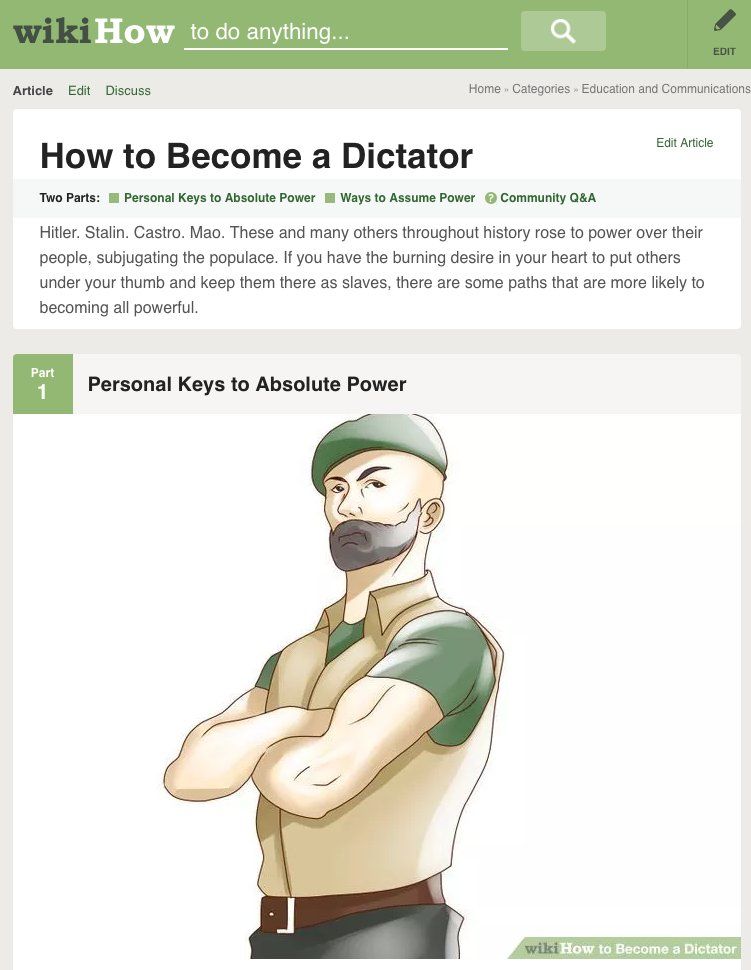 wikiHow to do anything...
EDIT
Article Edit Discuss
Home » Categories » Education and Communications
How to Become a Dictator
Edit Article
Two Parts: Personal Keys to Absolute Power Ways to Assume Power ? Community Q&A
Hitler. Stalin. Castro. Mao. These and many others throughout history rose to power over their
people, subjugating the populace. If you have the burning desire in your heart to put others
under your thumb and keep them there as slaves, there are some paths that are more likely to
becoming all powerful.
Part
1
Personal Keys to Absolute Power
wikiHow to Become a Dictator